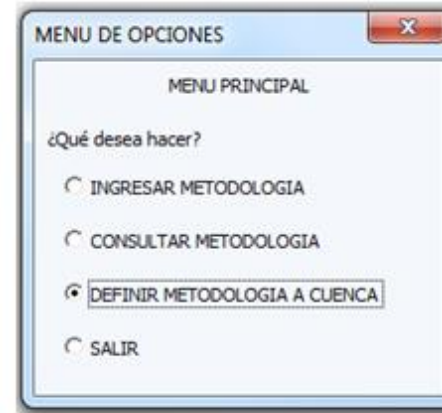 MENU DE OPCIONES
MENU PRINCIPAL
¿Qué desea hacer?
INGRESAR METODOLOGIA
CONSULTAR METODOLOGIA
DEFINIR METODOLOGIA A CUENCA
SALIR